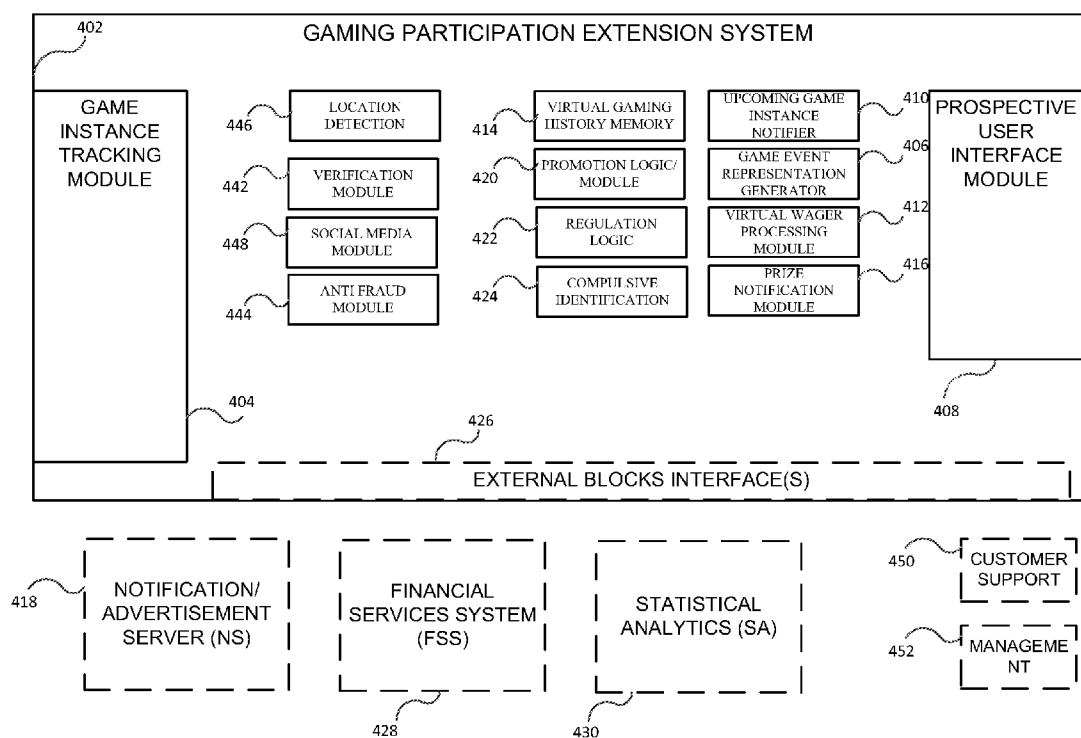 402
GAMING PARTICIPATION EXTENSION SYSTEM
GAME
INSTANCE
TRACKING
MODULE
404
446
LOCATION
DETECTION
442
VERIFICATION
MODULE
448
SOCIAL MEDIA
MODULE
444
ANTI FRAUD
MODULE
414
VIRTUAL GAMING
HISTORY MEMORY
420
PROMOTION LOGIC/
MODULE
422
REGULATION
LOGIC
424
COMPULSIVE
IDENTIFICATION
UPCOMING GAME
INSTANCE
NOTIFIER
410
GAME EVENT
REPRESENTATION
GENERATOR
406
VIRTUAL WAGER
PROCESSING
MODULE
412
PRIZE
NOTIFICATION
MODULE
416
PROSPECTIVE
USER
INTERFACE
MODULE
408
426
EXTERNAL BLOCKS INTERFACE(S)
418
NOTIFICATION/
ADVERTISEMENT
SERVER (NS)
FINANCIAL
SERVICES SYSTEM
(FSS)
428
STATISTICAL
ANALYTICS (SA)
430
450
CUSTOMER
SUPPORT
452
MANAGEME
NT